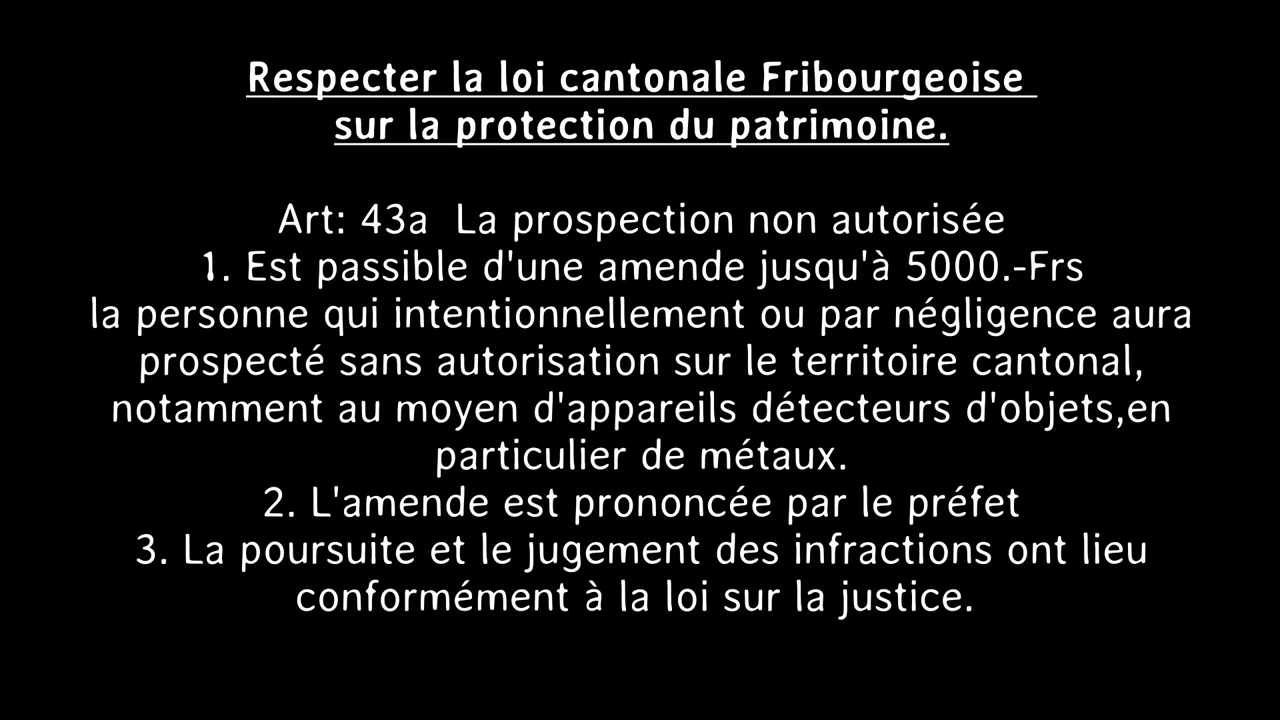 Respecter la loi cantonale Fribourgeoise
sur la protection du patrimoine.
Art: 43a  La prospection non autorisée
1. Est passible d'une amende jusqu'à 5000.-Frs
la personne qui intentionnellement ou par négligence aura
prospecté sans autorisation sur le territoire cantonal,
notamment au moyen d'appareils détecteurs d'objets,en
particulier de métaux.
2. L'amende est prononcée par le préfet
3. La poursuite et le jugement des infractions ont lieu
conformément à la loi sur la justice.